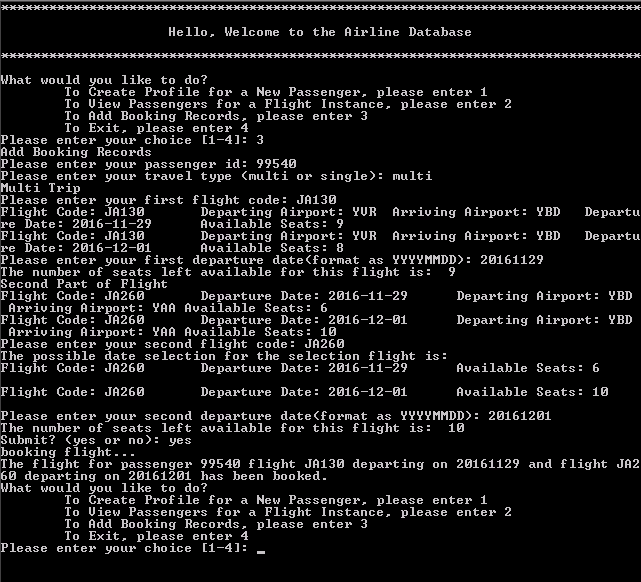 ********************************************************************************
Hello, Welcome to the Airline Database
********************************************************************************
What would you like to do?
To Create Profile for a New Passenger, please enter 1
To View Passengers for a Flight Instance, please enter 2
To Add Booking Records, please enter 3
To Exit, please enter 4
Please enter your choice [1-4]: 3
Add Booking Records
Please enter your passenger id: 99540
Please enter your travel type (multi or single): multi
Multi Trip
Please enter your first flight code: JA130
Flight Code: JA130 Departing Airport: YVR Arriving Airport: YBD Departu
re Date: 2016-11-29 Available Seats: 9
Flight Code: JA130 Departing Airport: YVR Arriving Airport: YBD Departu
re Date: 2016-12-01 Available Seats: 8
Please enter your first departure date(format as YYYYMMDD): 20161129
The number of seats left available for this flight is: 9
Second Part of Flight
Flight Code: JA260 Departure Date: 2016-11-29 Departing Airport: YBD
Arriving Airport: YAA Available Seats: 6
Flight Code: JA260 Departure Date: 2016-12-01 Departing Airport: YBD
Arriving Airport: YAA Available Seats: 10
Please enter your second flight code: JA260
The possible date selection for the selection flight is:
Flight Code: JA260 Departure Date: 2016-11-29 Available Seats: 6
Flight Code: JA260 Departure Date: 2016-12-01 Available Seats: 10
Please enter your second departure date(format as YYYYMMDD): 20161201
The number of seats left available for this flight is: 10
Submit? (yes or no): yes
booking flight...
The flight for passenger 99540 flight JA130 departing on 20161129 and flight JA2
60 departing on 20161201 has been booked.
What would you like to do?
To Create Profile for a New Passenger, please enter 1
To View Passengers for a Flight Instance, please enter 2
To Add Booking Records, please enter 3
To Exit, please enter 4
Please enter your choice [1-4]: _